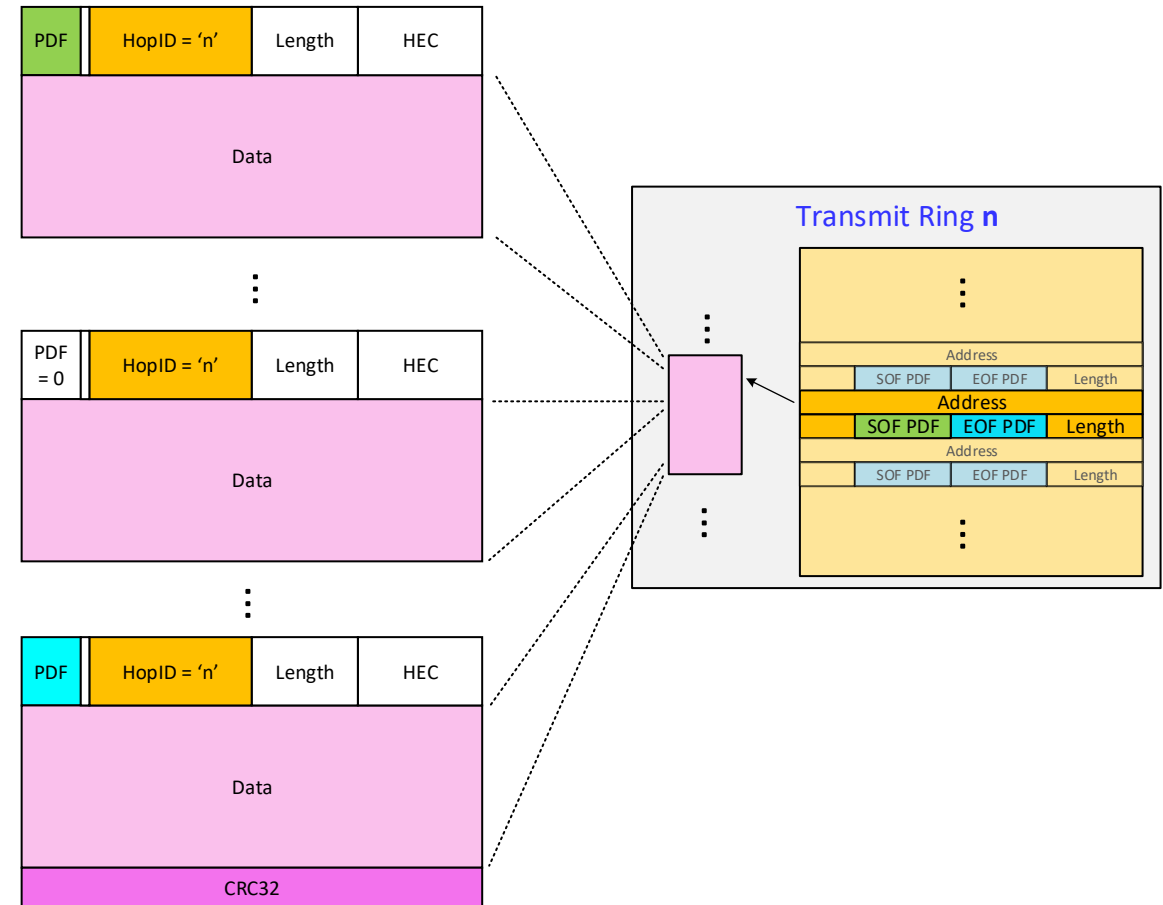 PDF HopID = ‘n’ Length HEC
Data
PDF
= 0 HopID = ‘n’ Length HEC
Data
PDF HopID = ‘n’ Length HEC
Data
CRC32
Transmit Ring n
Address
SOF PDF EOF PDF Length
Address
SOF PDF EOF PDF Length
Address
SOF PDF EOF PDF Length